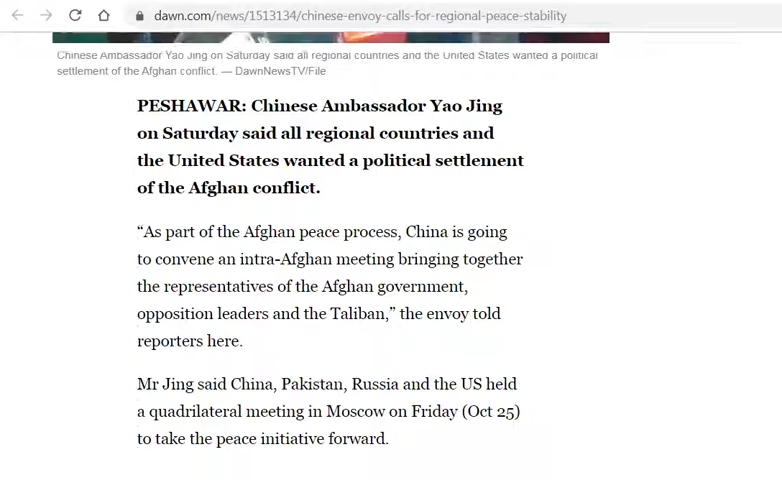 dawn.com/news/1513134/chinese-envoy-calls-for-regional-peace-stability
Chinese Ambassador Yao Jing on Saturday said all regional countries and the United States wanted a political
settlement of the Afghan conflict. — DawnNewsTV/File
PESHAWAR: Chinese Ambassador Yao Jing
on Saturday said all regional countries and
the United States wanted a political settlement
of the Afghan conflict.
“As part of the Afghan peace process, China is going
to convene an intra-Afghan meeting bringing together
the representatives of the Afghan government,
opposition leaders and the Taliban,” the envoy told
reporters here.
Mr Jing said China, Pakistan, Russia and the US held
a quadrilateral meeting in Moscow on Friday (Oct 25)
to take the peace initiative forward.